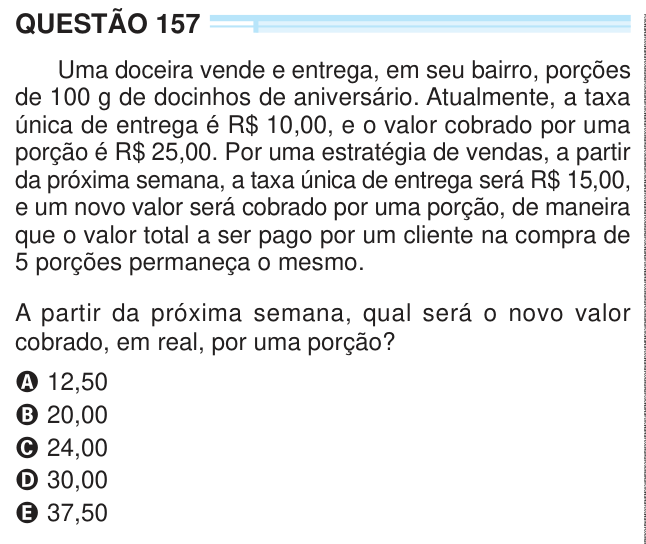 QUESTÃO 157
Uma doceira vende e entrega, em seu bairro, porções
de 100 g de docinhos de aniversário. Atualmente, a taxa
única de entrega é R$ 10,00, e o valor cobrado por uma
porção é R$ 25,00. Por uma estratégia de vendas, a partir
da próxima semana, a taxa única de entrega será R$ 15,00,
e um novo valor será cobrado por uma porção, de maneira
que o valor total a ser pago por um cliente na compra de
5 porções permaneça o mesmo.
A partir da próxima semana, qual será o novo valor
cobrado, em real, por uma porção?
A 12,50
B 20,00
C 24,00
D 30,00
E 37,50